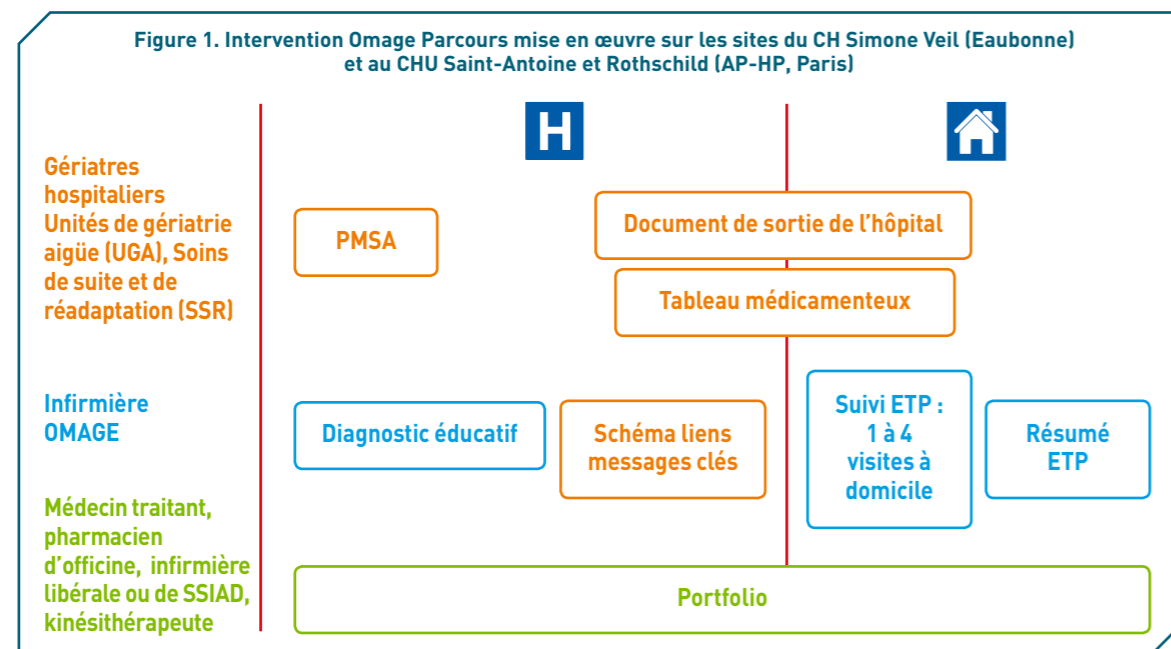 Figure 1. Intervention Omage Parcours mise en œuvre sur les sites du CH Simone Veil (Eaubonne)
et au CHU Saint-Antoine et Rothschild (AP-HP, Paris)
H
Gériatres
hospitaliers
Unités de gériatrie
aigüe (UGA), Soins
de suite et de
réadaptation (SSR)
PMSA
Document de sortie de l’hôpital
Tableau médicamenteux
Infirmière
OMAGE
Diagnostic éducatif
Schéma liens
messages clés
Suivi ETP :
1 à 4
visites à
domicile
Résumé
ETP
Médecin traitant,
pharmacien
d’officine, infirmière
libérale ou de SSIAD,
kinésithérapeute
Portfolio